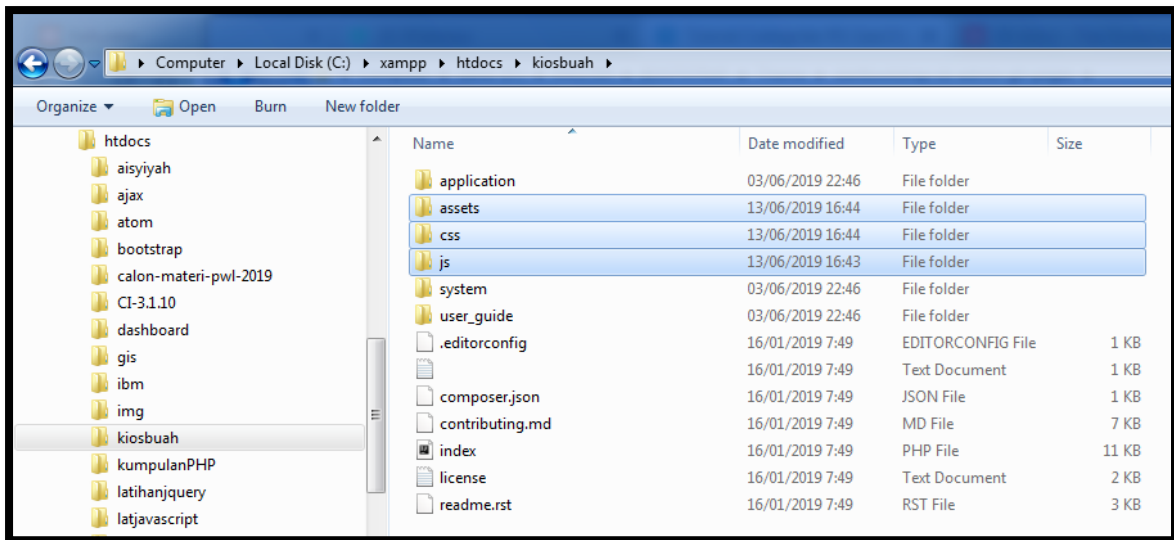 Computer Local Disk (C:) xampp htdocs kiosbuah
Organize Open Burn New folder
htdocs
aisyiyah
ajax
atom
bootstrap
calon-materi-pwl-2019
CI-3.1.10
dashboard
gis
ibm
img
kiosbuah
kumpulanPHP
latihanjquery
latjavascript
Name Date modified Type Size
application 03/06/2019 22:46 File folder
assets 13/06/2019 16:44 File folder
css 13/06/2019 16:44 File folder
js 13/06/2019 16:43 File folder
system 03/06/2019 22:46 File folder
user_guide 03/06/2019 22:46 File folder
.editorconfig 16/01/2019 7:49 EDITORCONFIG File 1 KB
16/01/2019 7:49 Text Document 1 KB
composer.json 16/01/2019 7:49 JSON File 1 KB
contributing.md 16/01/2019 7:49 MD File 7 KB
index 16/01/2019 7:49 PHP File 11 KB
license 16/01/2019 7:49 Text Document 2 KB
readme.rst 16/01/2019 7:49 RST File 3 KB